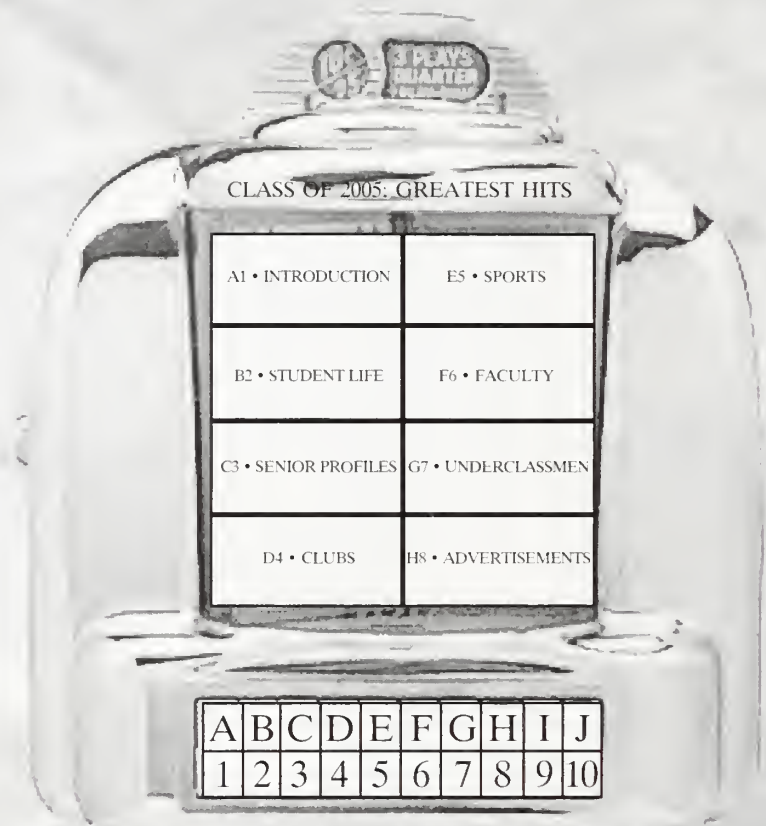 10¢
3 PLAYS
QUARTER
CLASS OF 2005: GREATEST HITS
A1 • INTRODUCTION
E5 • SPORTS
B2 • STUDENT LIFE
F6 • FACULTY
C3 • SENIOR PROFILES
G7 • UNDERCLASSMEN
D4 • CLUBS
H8 • ADVERTISEMENTS
A B C D E F G H I J
1 2 3 4 5 6 7 8 9 10